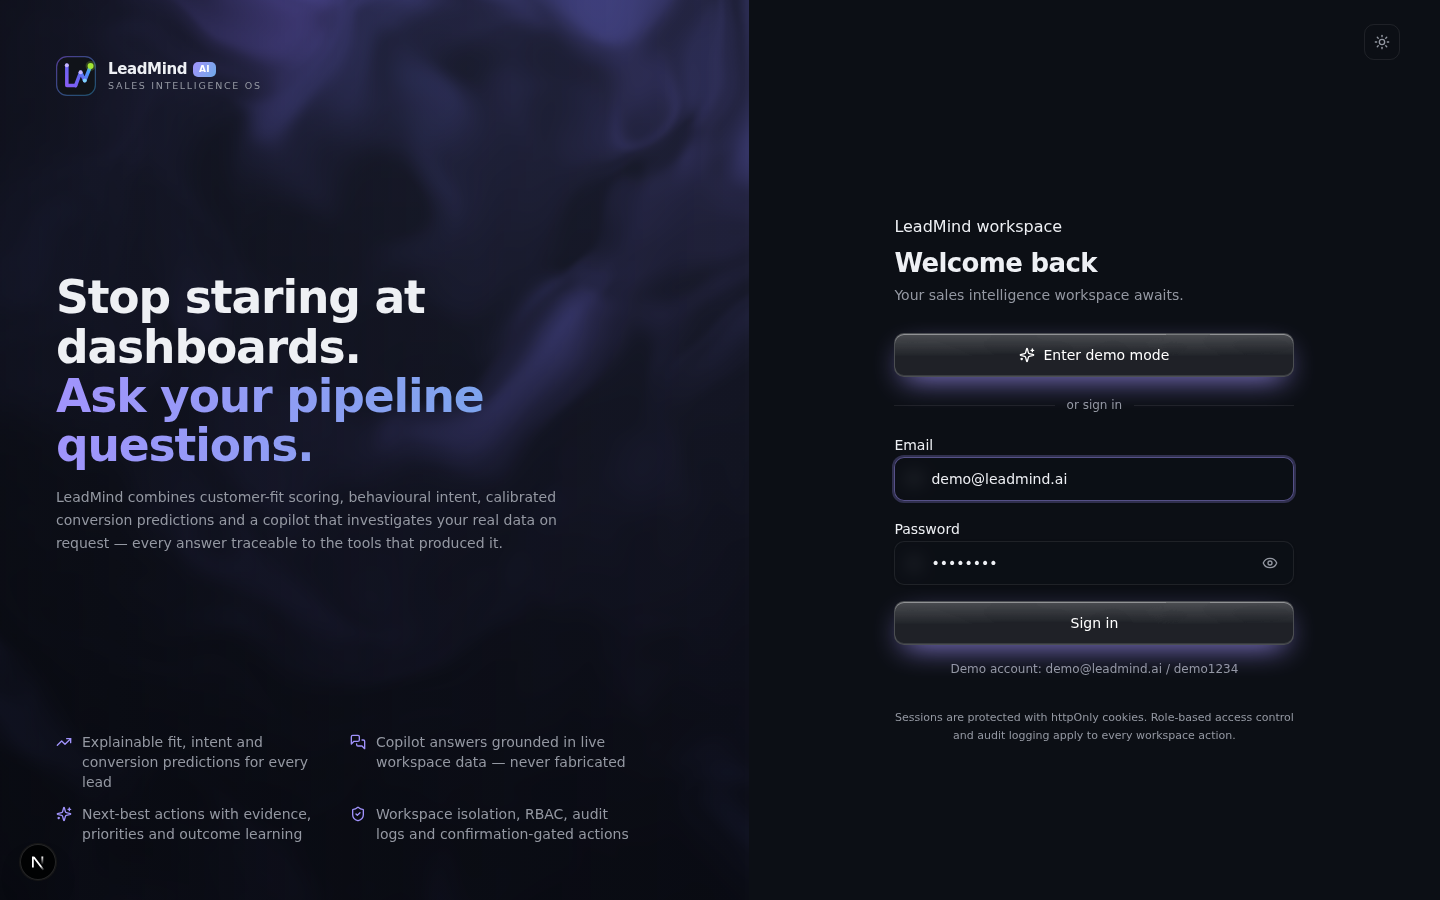 LeadMind AI
SALES INTELLIGENCE OS
Stop staring at
dashboards.
Ask your pipeline
questions.
LeadMind combines customer-fit scoring, behavioural intent, calibrated
conversion predictions and a copilot that investigates your real data on
request — every answer traceable to the tools that produced it.
Explainable fit, intent and
conversion predictions for every
lead
Copilot answers grounded in live
workspace data — never fabricated
Next-best actions with evidence,
priorities and outcome learning
Workspace isolation, RBAC, audit
logs and confirmation-gated actions
N
LeadMind workspace
Welcome back
Your sales intelligence workspace awaits.
Enter demo mode
or sign in
Email
demo@leadmind.ai
Password
••••••••
Sign in
Demo account: demo@leadmind.ai / demo1234
Sessions are protected with httpOnly cookies. Role-based access control
and audit logging apply to every workspace action.